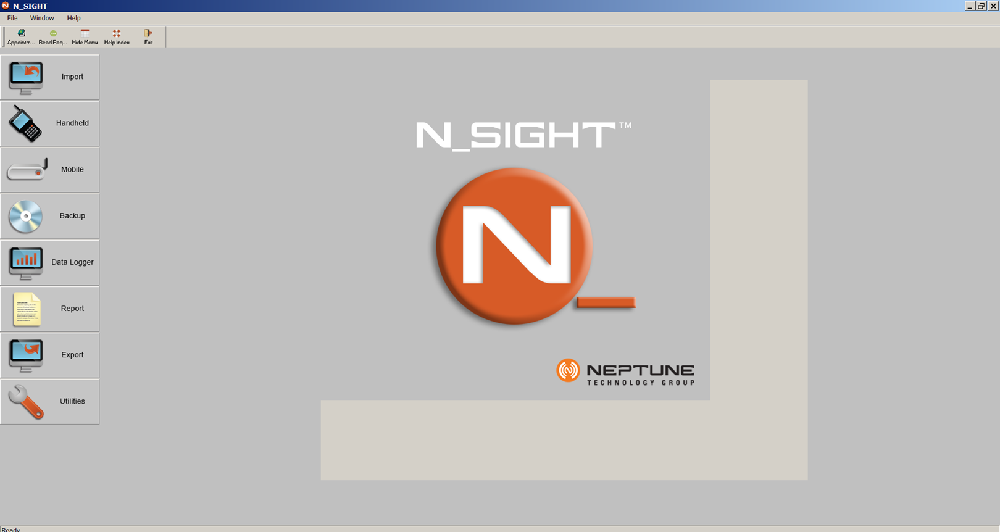 N_SIGHT
File Window Help
Appointm... Read Req... Hide Menu Help Index Exit
Import
Handheld
Mobile
Backup
Data Logger
Report
Export
Utilities
N_SIGHT™
N_
NEPTUNE
TECHNOLOGY GROUP
Ready